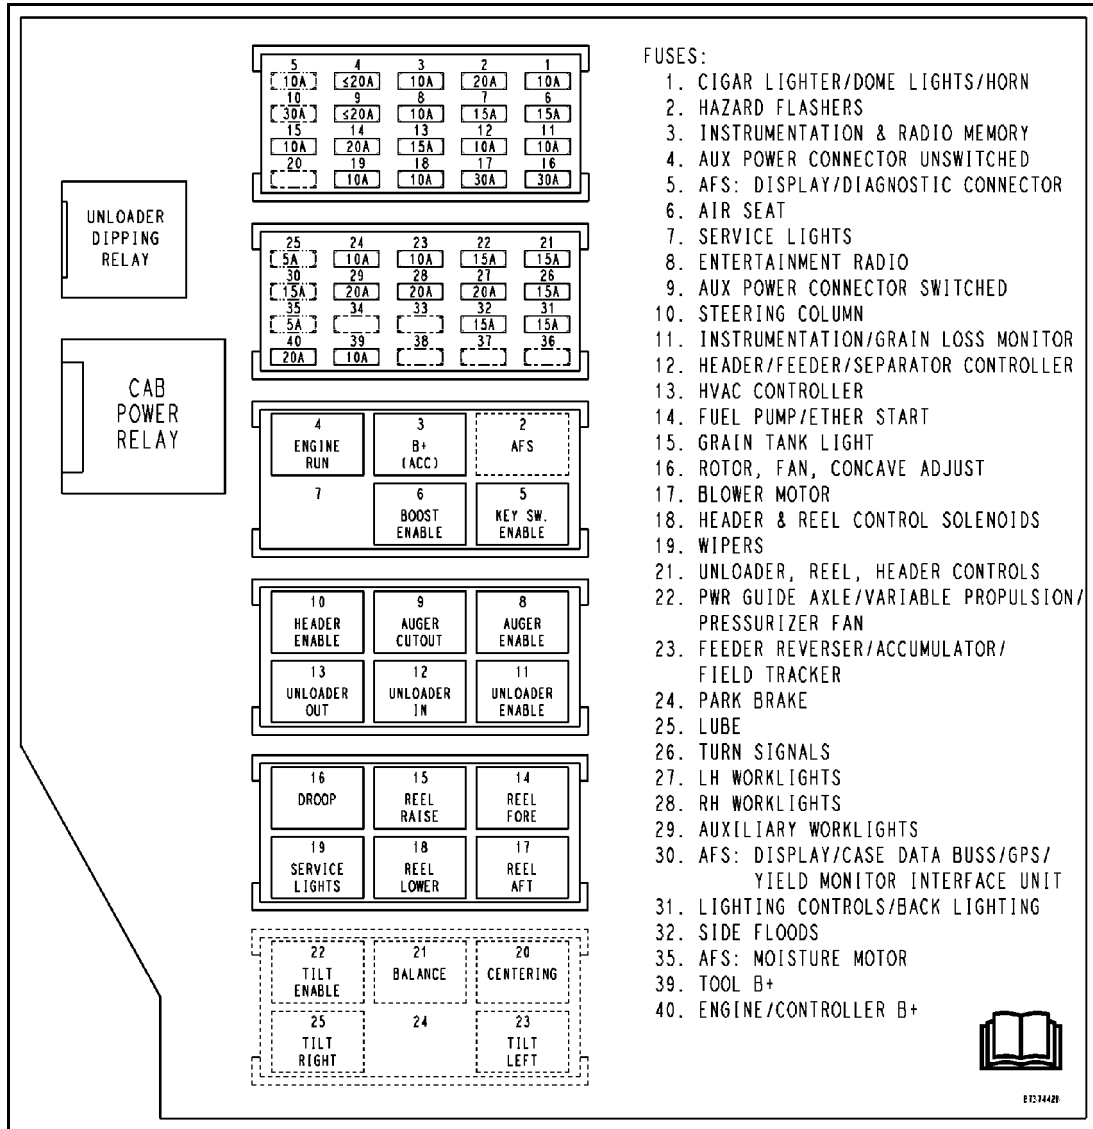 5 4 3 2 1
10A ≤20A 10A 20A 10A
10 9 8 7 6
30A ≤20A 10A 15A 15A
15 14 13 12 11
10A 20A 15A 10A 10A
20 19 18 17 16
10A 10A 30A 30A
25 24 23 22 21
5A 10A 10A 15A 15A
30 29 28 27 26
15A 20A 20A 20A 15A
35 34 33 32 31
5A 15A 15A
40 39 38 37 36
20A 10A
UNLOADER
DIPPING
RELAY
CAB
POWER
RELAY
4
ENGINE
RUN
3
B+
(ACC)
2
AFS
7
6
BOOST
ENABLE
5
KEY SW.
ENABLE
10
HEADER
ENABLE
9
AUGER
CUTOUT
8
AUGER
ENABLE
13
UNLOADER
OUT
12
UNLOADER
IN
11
UNLOADER
ENABLE
16
DROOP
15
REEL
RAISE
14
REEL
FORE
19
SERVICE
LIGHTS
18
REEL
LOWER
17
REEL
AFT
22
TILT
ENABLE
21
BALANCE
20
CENTERING
25
TILT
RIGHT
24
23
TILT
LEFT
FUSES:
1. CIGAR LIGHTER/DOME LIGHTS/HORN
2. HAZARD FLASHERS
3. INSTRUMENTATION & RADIO MEMORY
4. AUX POWER CONNECTOR UNSWITCHED
5. AFS: DISPLAY/DIAGNOSTIC CONNECTOR
6. AIR SEAT
7. SERVICE LIGHTS
8. ENTERTAINMENT RADIO
9. AUX POWER CONNECTOR SWITCHED
10. STEERING COLUMN
11. INSTRUMENTATION/GRAIN LOSS MONITOR
12. HEADER/FEEDER/SEPARATOR CONTROLLER
13. HVAC CONTROLLER
14. FUEL PUMP/ETHER START
15. GRAIN TANK LIGHT
16. ROTOR, FAN, CONCAVE ADJUST
17. BLOWER MOTOR
18. HEADER & REEL CONTROL SOLENOIDS
19. WIPERS
21. UNLOADER, REEL, HEADER CONTROLS
22. PWR GUIDE AXLE/VARIABLE PROPULSION/
PRESSURIZER FAN
23. FEEDER REVERSER/ACCUMULATOR/
FIELD TRACKER
24. PARK BRAKE
25. LUBE
26. TURN SIGNALS
27. LH WORKLIGHTS
28. RH WORKLIGHTS
29. AUXILIARY WORKLIGHTS
30. AFS: DISPLAY/CASE DATA BUSS/GPS/
YIELD MONITOR INTERFACE UNIT
31. LIGHTING CONTROLS/BACK LIGHTING
32. SIDE FLOODS
35. AFS: MOISTURE MOTOR
39. TOOL B+
40. ENGINE/CONTROLLER B+